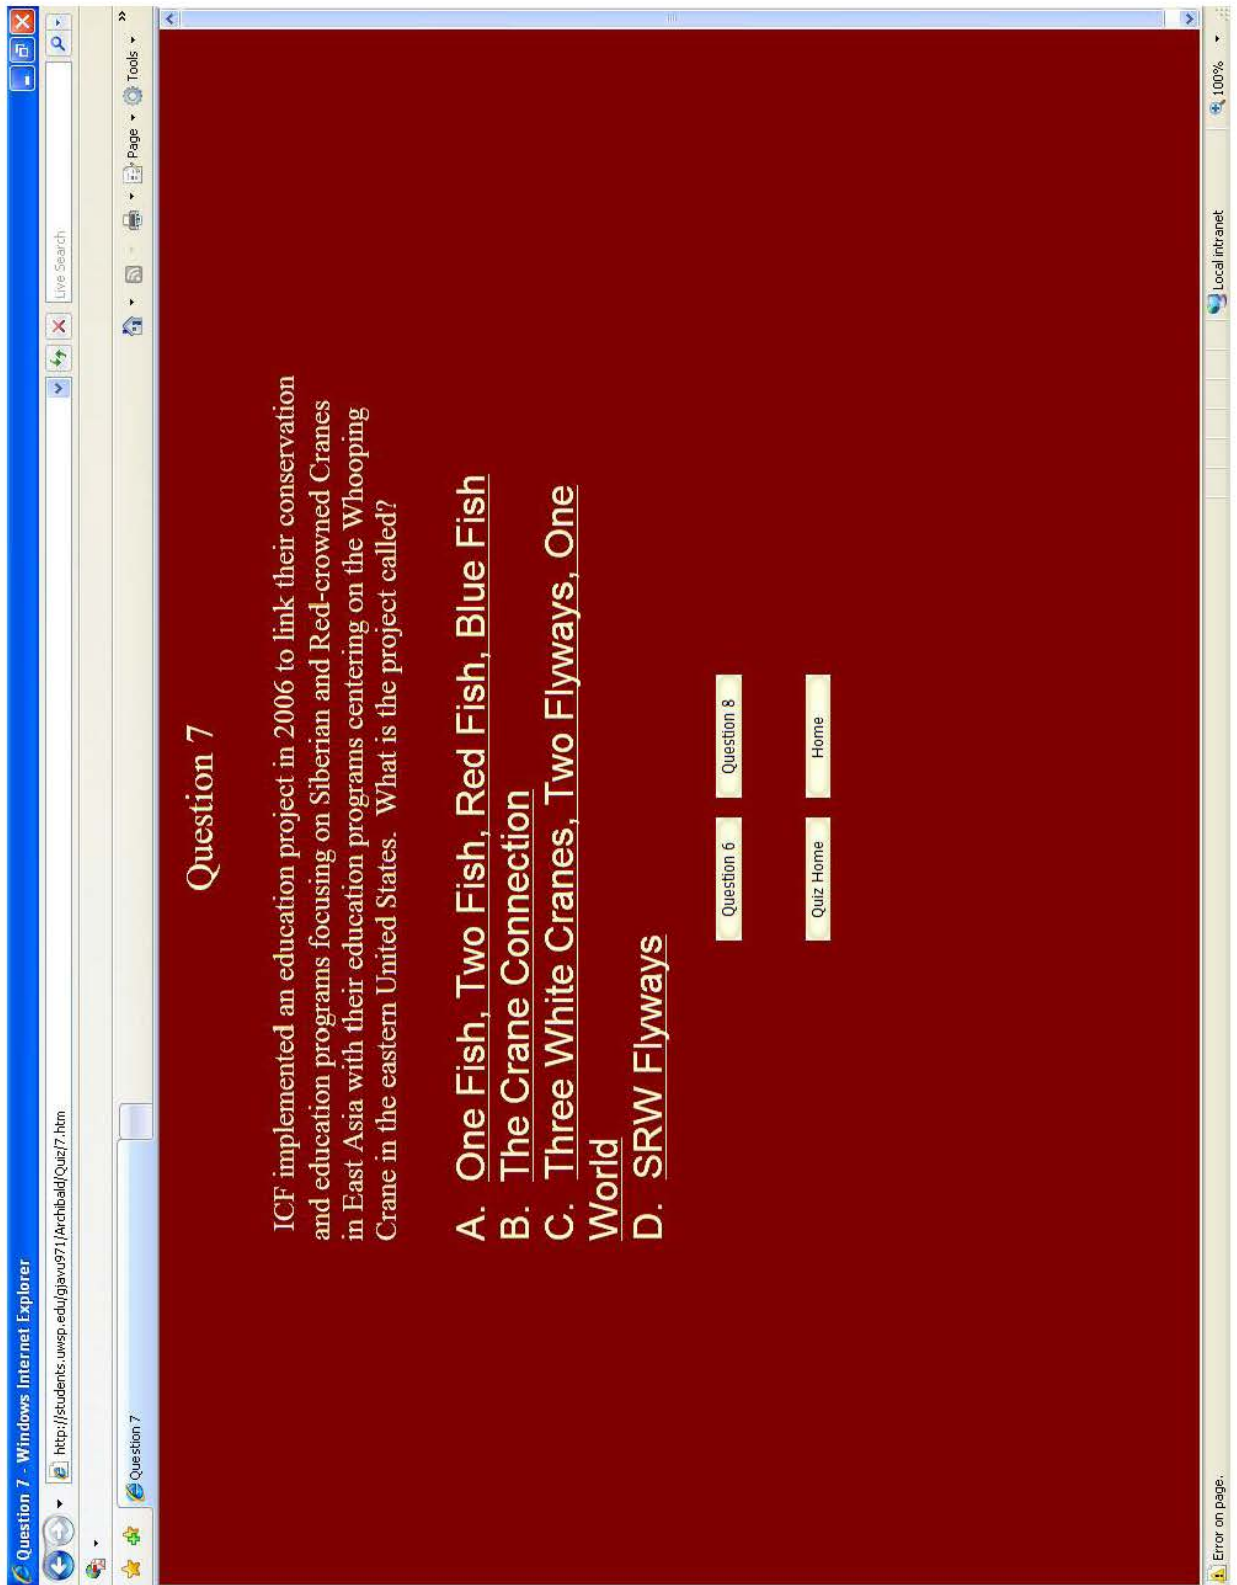 Question 7 - Windows Internet Explorer
http://students.uwsp.edu/gjavu971/Archibald/Quiz/7.htm
Live Search
Question 7
Page
Tools
Question 7
ICF implemented an education project in 2006 to link their conservation
and education programs focusing on Siberian and Red-crowned Cranes
in East Asia with their education programs centering on the Whooping
Crane in the eastern United States.  What is the project called?
A. One Fish, Two Fish, Red Fish, Blue Fish
B. The Crane Connection
C. Three White Cranes, Two Flyways, One
World
D. SRW Flyways
Question 6 Question 8
Quiz Home Home
Error on page. Local intranet 100%